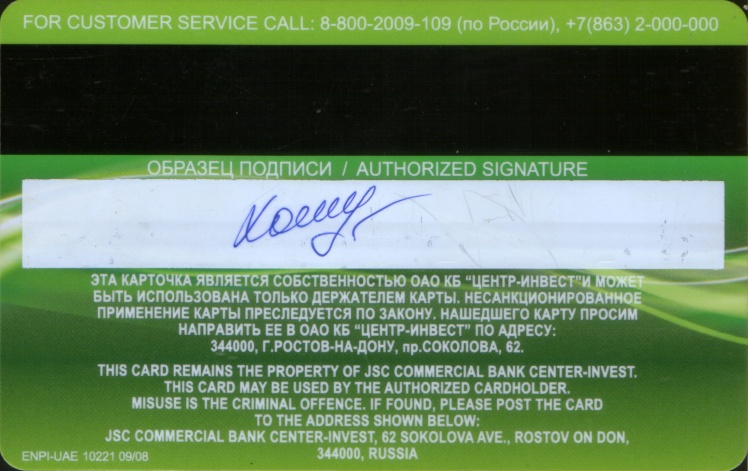 FOR CUSTOMER SERVICE CALL: 8-800-2009-109 (по России), +7(863) 2-000-000
ОБРАЗЕЦ ПОДПИСИ / AUTHORIZED SIGNATURE
ЭТА КАРТОЧКА ЯВЛЯЕТСЯ СОБСТВЕННОСТЬЮ ОАО КБ "ЦЕНТР-ИНВЕСТ"И МОЖЕТ
БЫТЬ ИСПОЛЬЗОВАНА ТОЛЬКО ДЕРЖАТЕЛЕМ КАРТЫ. НЕСАНКЦИОНИРОВАННОЕ
ПРИМЕНЕНИЕ КАРТЫ ПРЕСЛЕДУЕТСЯ ПО ЗАКОНУ. НАШЕДШЕГО КАРТУ ПРОСИМ
НАПРАВИТЬ ЕЕ В ОАО КБ "ЦЕНТР-ИНВЕСТ" ПО АДРЕСУ:
344000, Г.РОСТОВ-НА-ДОНУ, пр.СОКОЛОВА, 62.
THIS CARD REMAINS THE PROPERTY OF JSC COMMERCIAL BANK CENTER-INVEST.
THIS CARD MAY BE USED BY THE AUTHORIZED CARDHOLDER.
MISUSE IS THE CRIMINAL OFFENCE. IF FOUND, PLEASE POST THE CARD
TO THE ADDRESS SHOWN BELOW:
JSC COMMERCIAL BANK CENTER-INVEST, 62 SOKOLOVA AVE., ROSTOV ON DON,
344000, RUSSIA
ENPI-UAE 10221 09/08